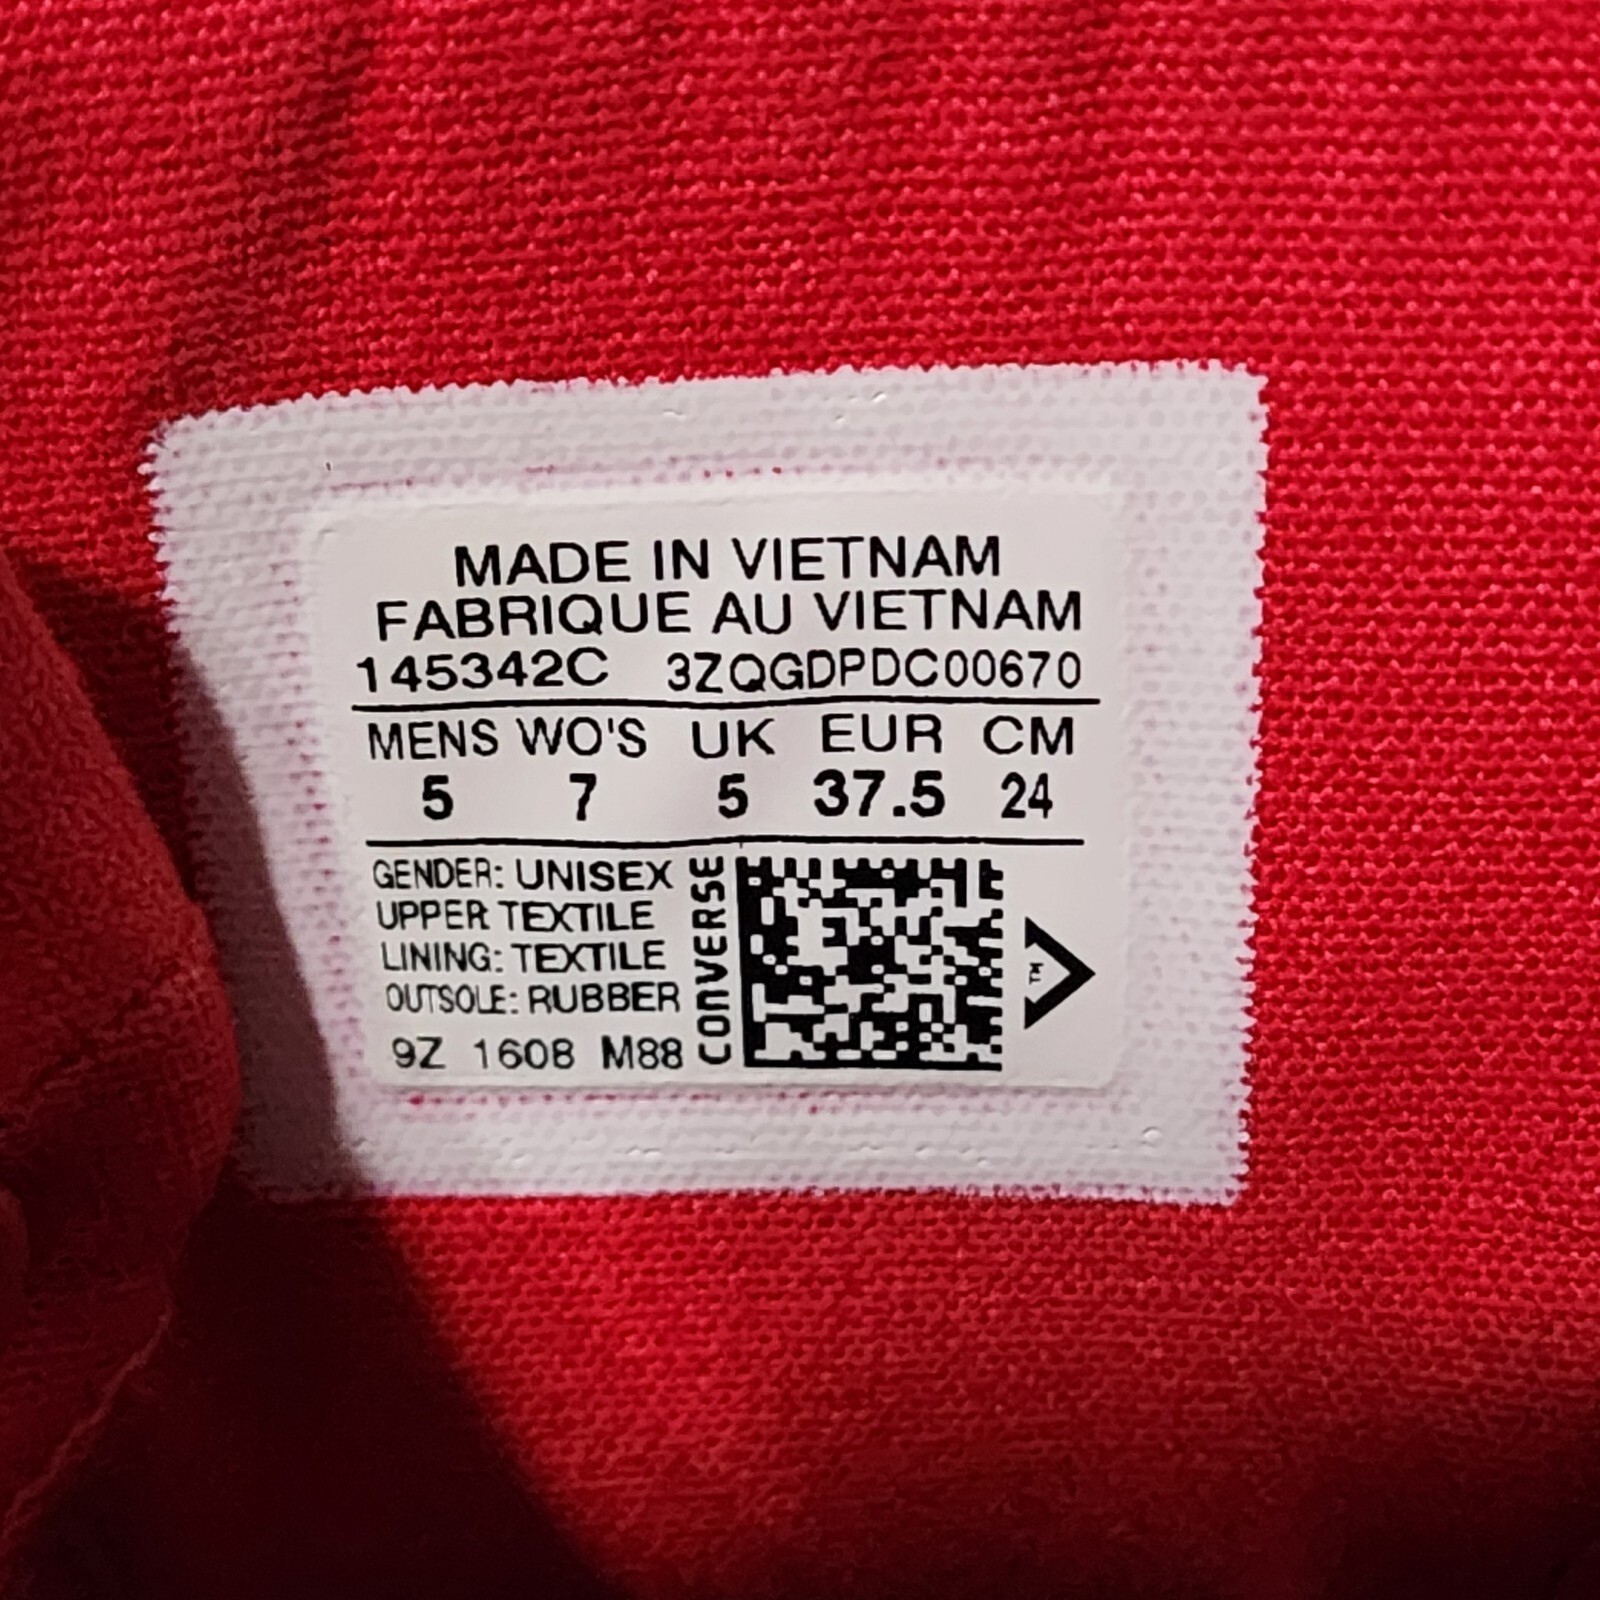 MADE IN VIETNAM
FABRIQUE AU VIETNAM
145342C 3ZQGDPDC00670
MENS WO'S UK EUR CM
5 7 5 37.5 24
GENDER: UNISEX
UPPER TEXTILE
LINING: TEXTILE
OUTSOLE: RUBBER
9Z 1608 M88
CONVERSE
TM